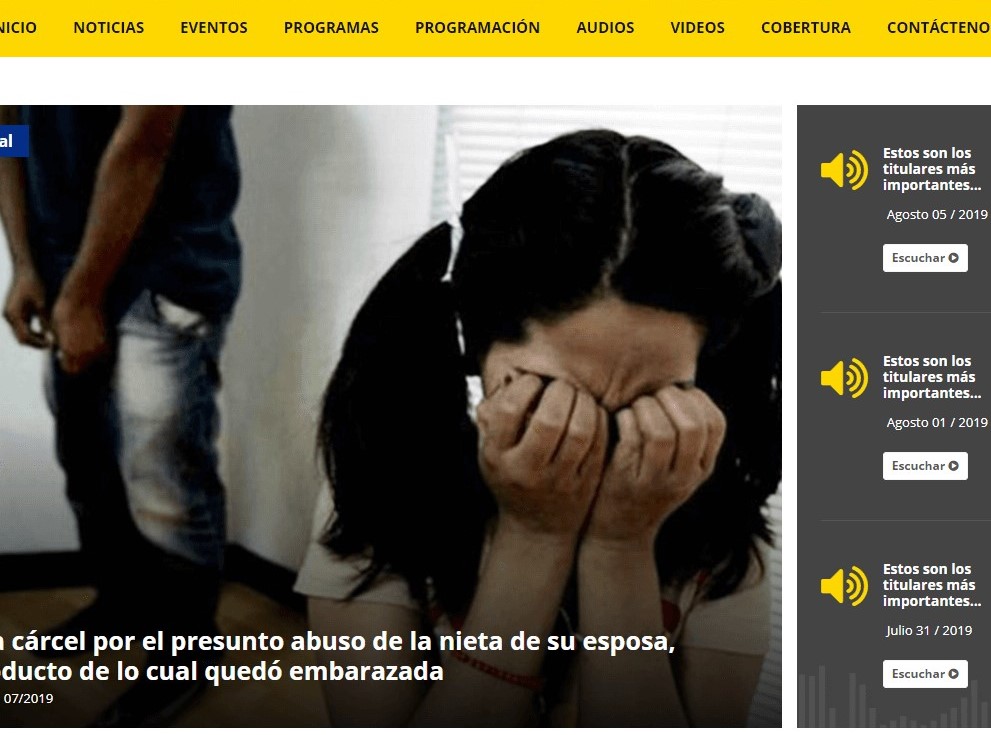 NICIO NOTICIAS EVENTOS PROGRAMAS PROGRAMACIÓN AUDIOS VIDEOS COBERTURA CONTÁCTENO
al
cárcel por el presunto abuso de la nieta de su esposa,
ducto de lo cual quedó embarazada
07/2019
Estos son los
titulares más
importantes...
Agosto 05 / 2019
Escuchar
Estos son los
titulares más
importantes...
Agosto 01 / 2019
Escuchar
Estos son los
titulares más
importantes...
Julio 31 / 2019
Escuchar